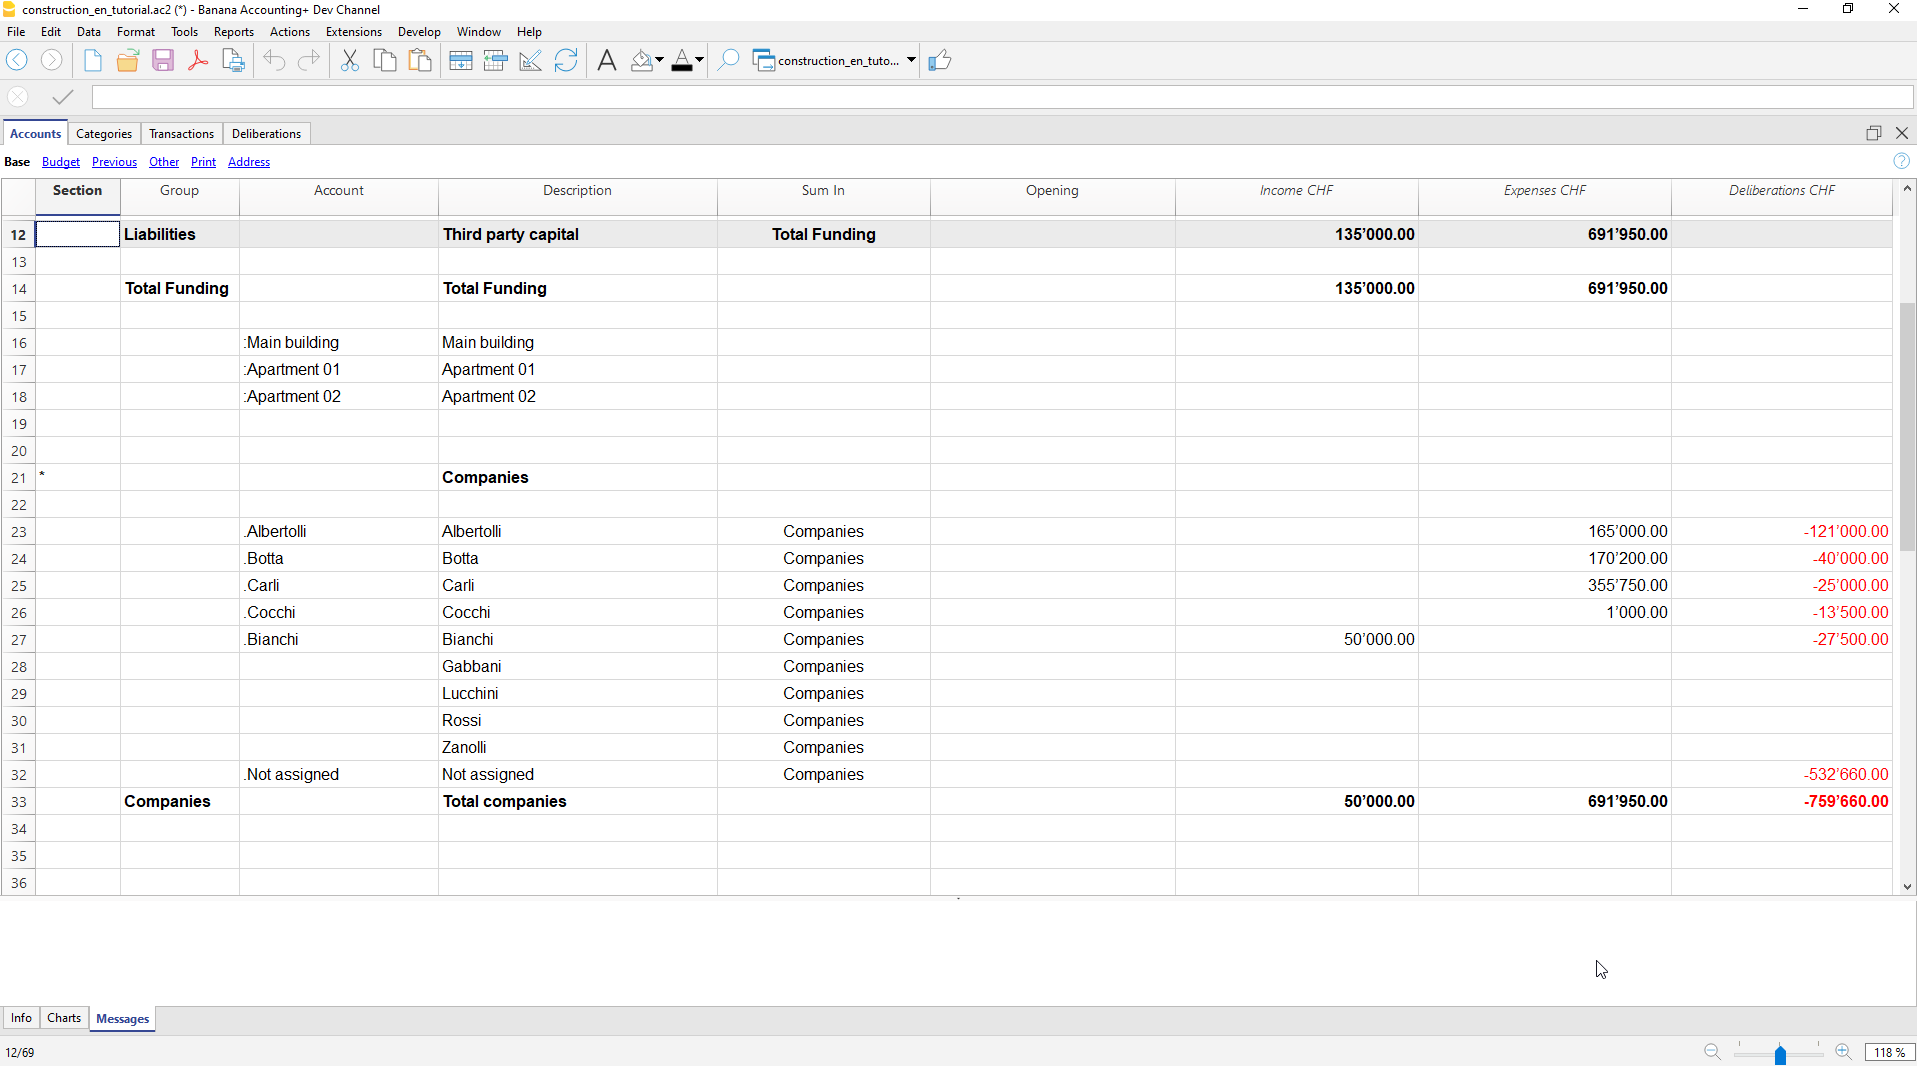 construction_en_tutorial.ac2 (*) - Banana Accounting+ Dev Channel
File Edit Data Format Tools Reports Actions Extensions Develop Window Help
construction_en_tuto...
Accounts Categories Transactions Deliberations
Base Budget Previous Other Print Address
Section Group Account Description Sum In Opening Income CHF Expenses CHF Deliberations CHF
12 Liabilities Third party capital Total Funding 135’000.00 691’950.00
13
14 Total Funding Total Funding 135’000.00 691’950.00
15
16 :Main building Main building
17 :Apartment 01 Apartment 01
18 :Apartment 02 Apartment 02
19
20
21 * Companies
22
23 .Albertolli Albertolli Companies 165’000.00 -121’000.00
24 .Botta Botta Companies 170’200.00 -40’000.00
25 .Carli Carli Companies 355’750.00 -25’000.00
26 .Cocchi Cocchi Companies 1’000.00 -13’500.00
27 .Bianchi Bianchi Companies 50’000.00 -27’500.00
28 Gabbani Companies
29 Lucchini Companies
30 Rossi Companies
31 Zanolli Companies
32 .Not assigned Not assigned Companies -532’660.00
33 Companies Total companies 50’000.00 691’950.00 -759’660.00
34
35
36
Info Charts Messages
12/69 118 %